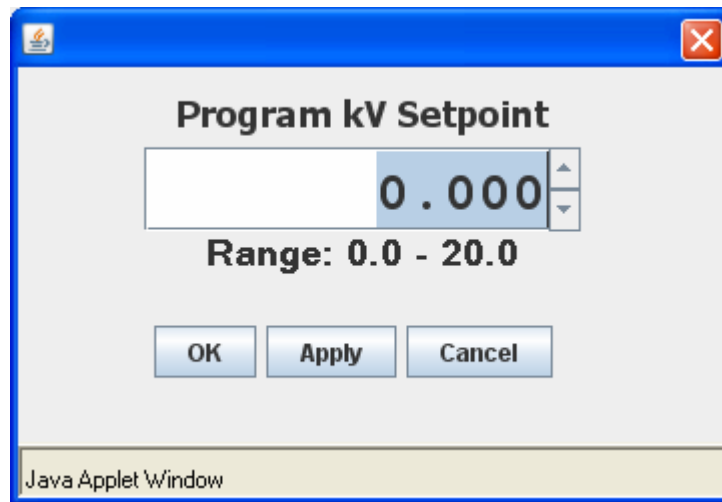 Program kV Setpoint
0.000
Range: 0.0 - 20.0
OK Apply Cancel
Java Applet Window